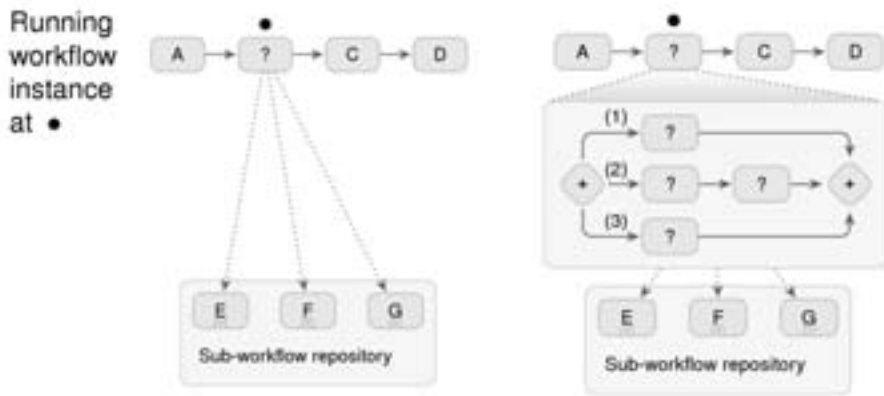 Running
workflow
instance
at
A ? C D
E F G
Sub-workflow repository
A ? C D
(1) ?
+ (2) ? ? +
(3) ?
E F G
Sub-workflow repository